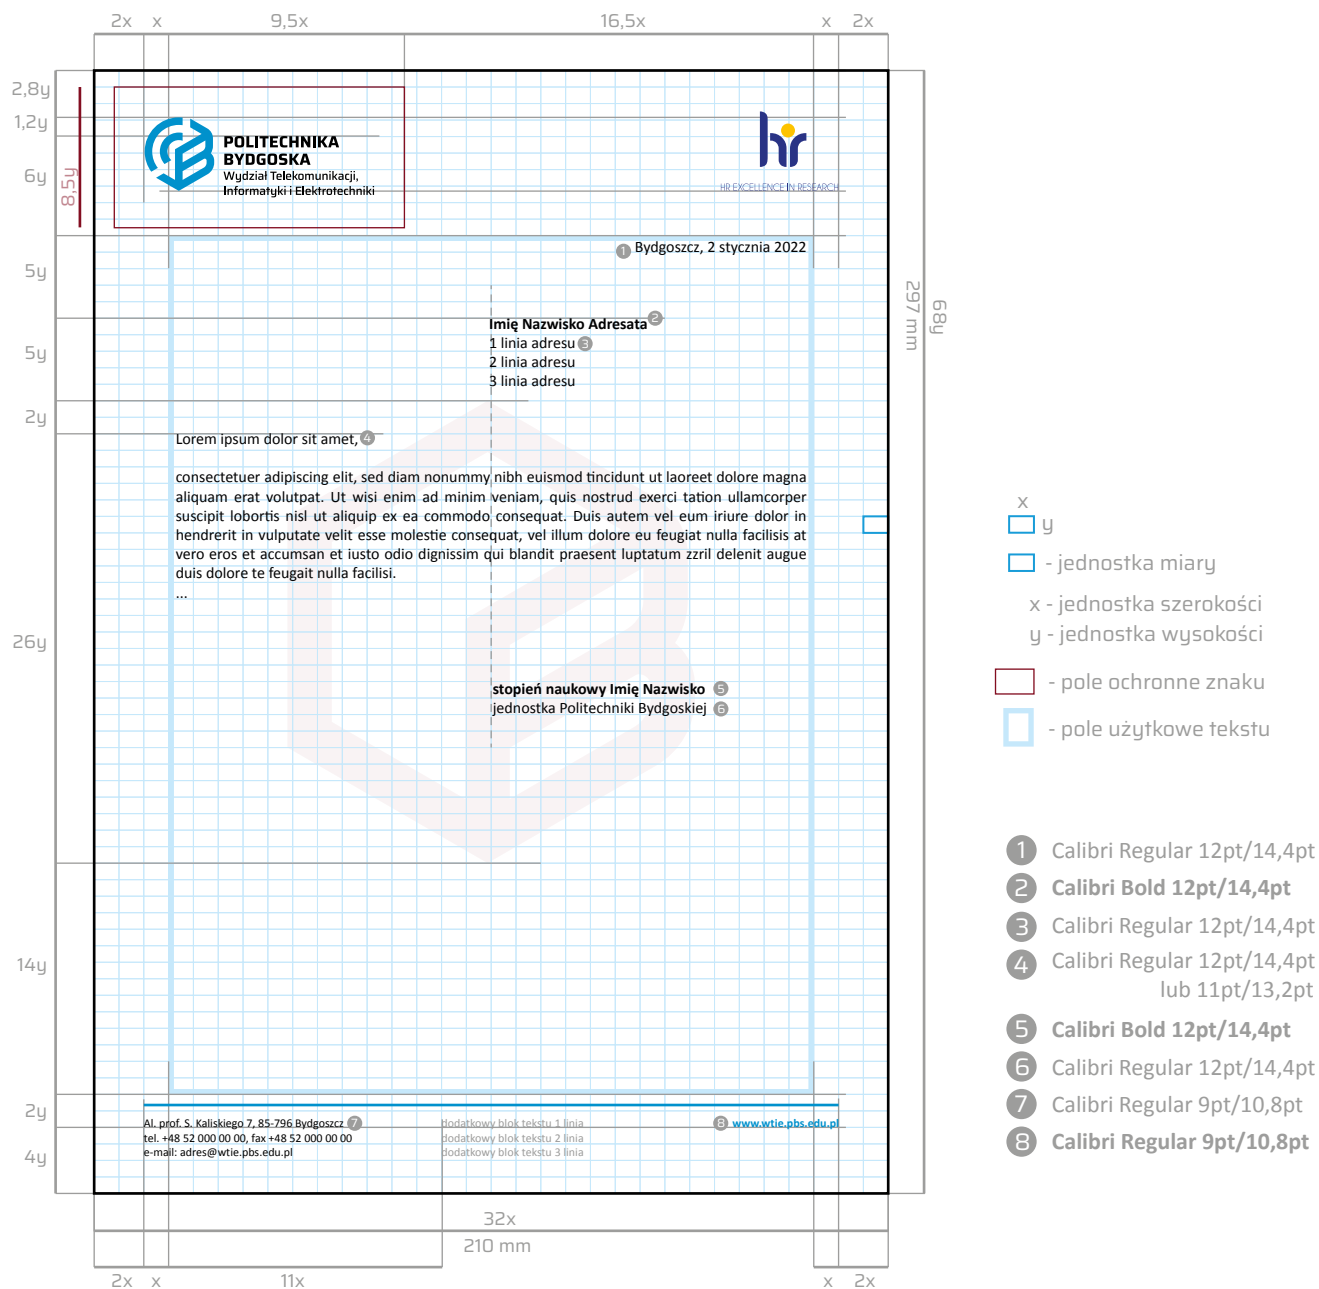 2x x 9,5x 16,5x x 2x
2,8y
1,2y
6y
8,5y
5y
5y
2y
26y
14y
2y
4y
POLITECHNIKA
BYDGOSKA
Wydział Telekomunikacji,
Informatyki i Elektrotechniki
hr
HR EXCELLENCE IN RESEARCH
1 Bydgoszcz, 2 stycznia 2022
Imię Nazwisko Adresata 2
1 linia adresu 3
2 linia adresu
3 linia adresu
Lorem ipsum dolor sit amet, 4
consectetuer adipiscing elit, sed diam nonummy nibh euismod tincidunt ut laoreet dolore magna
aliquam erat volutpat. Ut wisi enim ad minim veniam, quis nostrud exerci tation ullamcorper
suscipit lobortis nisl ut aliquip ex ea commodo consequat. Duis autem vel eum iriure dolor in
hendrerit in vulputate velit esse molestie consequat, vel illum dolore eu feugiat nulla facilisis at
vero eros et accumsan et iusto odio dignissim qui blandit praesent luptatum zzril delenit augue
duis dolore te feugait nulla facilisi.
...
stopień naukowy Imię Nazwisko 5
jednostka Politechniki Bydgoskiej 6
Al. prof. S. Kaliskiego 7, 85-796 Bydgoszcz 7
tel. +48 52 000 00 00, fax +48 52 000 00 00
e-mail: adres@wtie.pbs.edu.pl
dodatkowy blok tekstu 1 linia
dodatkowy blok tekstu 2 linia
dodatkowy blok tekstu 3 linia
8 www.wtie.pbs.edu.pl
32x
210 mm
2x x 11x x 2x
297 mm
68y
x
y
- jednostka miary
x - jednostka szerokości
y - jednostka wysokości
- pole ochronne znaku
- pole użytkowe tekstu
1 Calibri Regular 12pt/14,4pt
2 Calibri Bold 12pt/14,4pt
3 Calibri Regular 12pt/14,4pt
4 Calibri Regular 12pt/14,4pt
lub 11pt/13,2pt
5 Calibri Bold 12pt/14,4pt
6 Calibri Regular 12pt/14,4pt
7 Calibri Regular 9pt/10,8pt
8 Calibri Regular 9pt/10,8pt